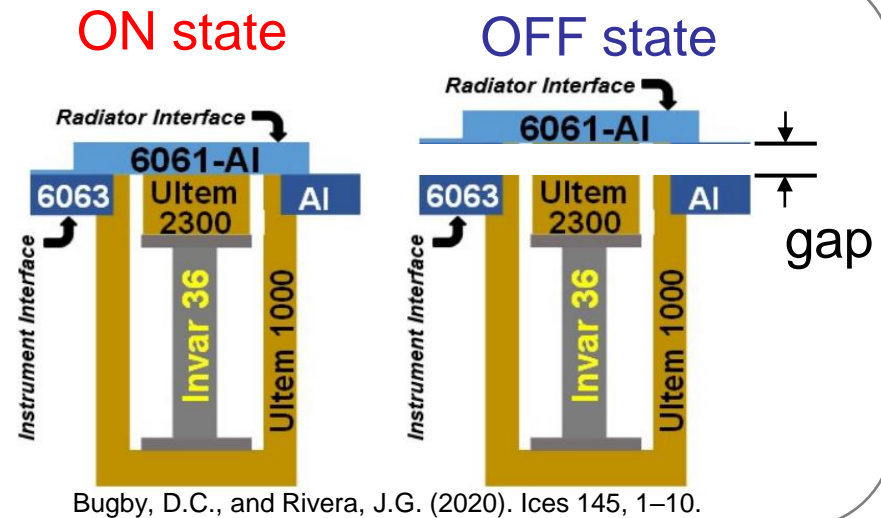 ON state
OFF state
Radiator Interface
6061-Al
6063
Ultem
2300
Al
Instrument Interface
Invar 36
Ultem 1000
Radiator Interface
6061-Al
6063
Ultem
2300
Al
gap
Instrument Interface
Invar 36
Ultem 1000
Bugby, D.C., and Rivera, J.G. (2020). Ices 145, 1–10.